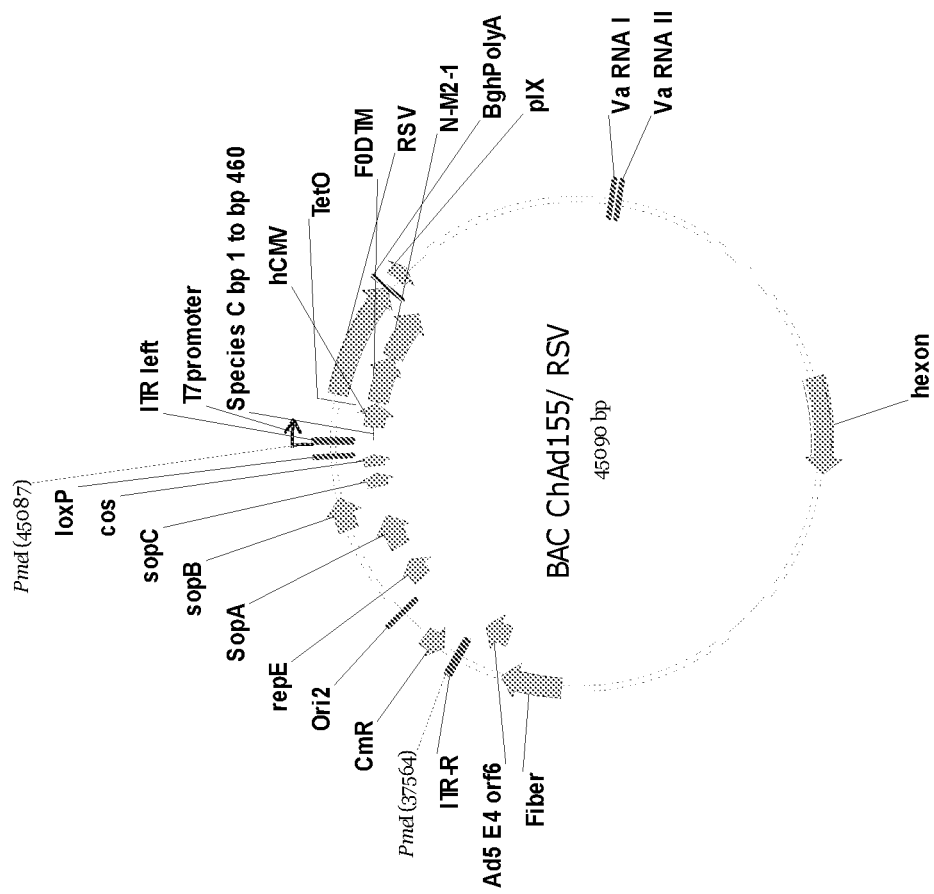 PmeI (45087)
loxP
cos
sopC
sopB
SopA
repE
Ori2
CmR
PmeI (37564)
ITR-R
Ad5 E4 orf6
Fiber
ITR left
T7promoter
Species C bp 1 to bp 460
hCMV
TetO
F0DTM
RSV
N-M2-1
BghPolyA
pIX
Va RNA I
Va RNA II
hexon
BAC ChAd155/ RSV
45090 bp